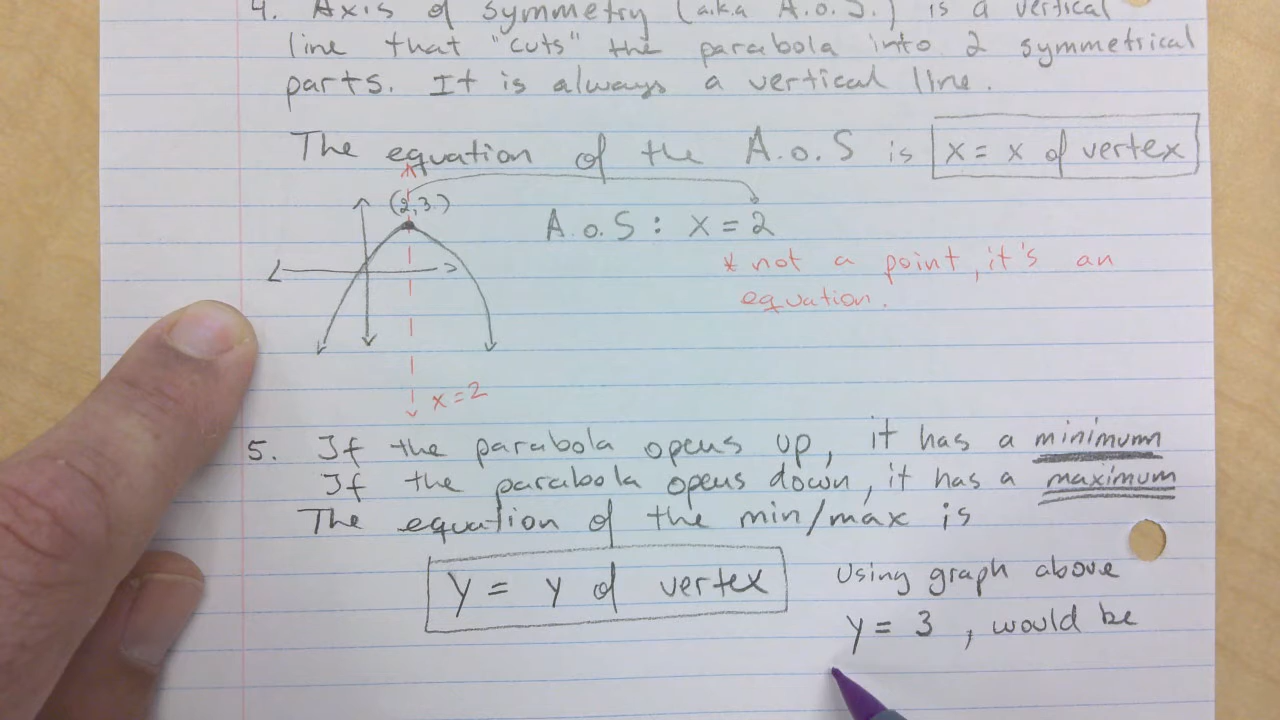 4. Axis of symmetry (a.k.a A.o.S.) is a vertical
line that "cuts" the parabola into 2 symmetrical
parts. It is always a vertical line.
The equation of the A.o.S is x = x of vertex
(2,3)
A.o.S : x = 2
* not a point, it's an
equation.
x = 2
5. If the parabola opens up, it has a minimum
If the parabola opens down, it has a maximum
The equation of the min/max is
y = y of vertex
Using graph above
y = 3 , would be